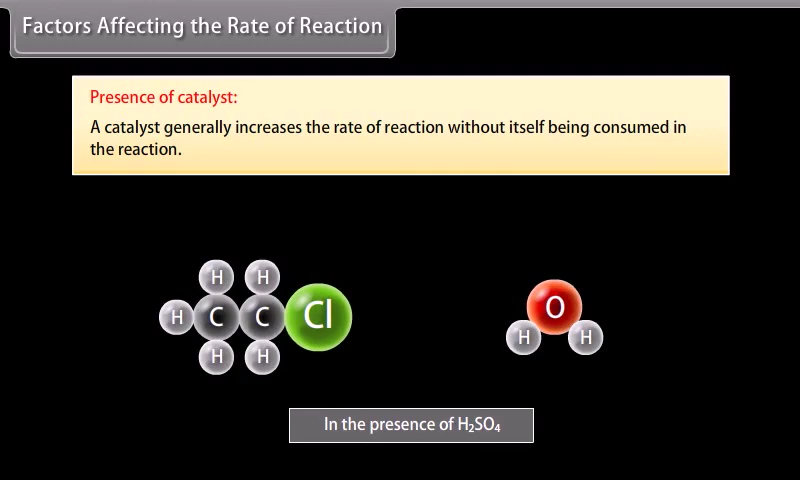 Factors Affecting the Rate of Reaction
Presence of catalyst:
A catalyst generally increases the rate of reaction without itself being consumed in
the reaction.
H H
H C C Cl
H H
O
H H
In the presence of H₂SO₄